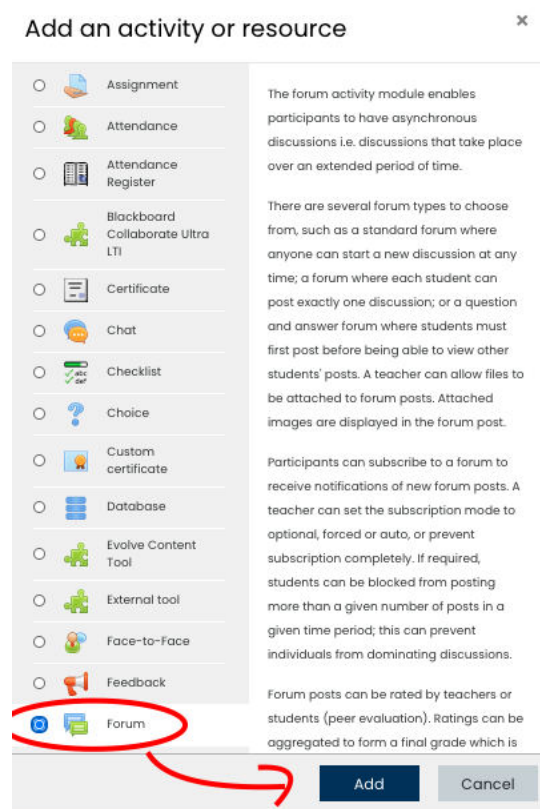 Add an activity or resource
×
Assignment
Attendance
Attendance
Register
Blackboard
Collaborate Ultra
LTI
Certificate
Chat
abc
def
Checklist
?
Choice
Custom
certificate
Database
Evolve Content
Tool
External tool
Face-to-Face
Feedback
Forum
The forum activity module enables
participants to have asynchronous
discussions i.e. discussions that take place
over an extended period of time.
There are several forum types to choose
from, such as a standard forum where
anyone can start a new discussion at any
time; a forum where each student can
post exactly one discussion; or a question
and answer forum where students must
first post before being able to view other
students' posts. A teacher can allow files to
be attached to forum posts. Attached
images are displayed in the forum post.
Participants can subscribe to a forum to
receive notifications of new forum posts. A
teacher can set the subscription mode to
optional, forced or auto, or prevent
subscription completely. If required,
students can be blocked from posting
more than a given number of posts in a
given time period; this can prevent
individuals from dominating discussions.
Forum posts can be rated by teachers or
students (peer evaluation). Ratings can be
aggregated to form a final grade which is
Add
Cancel